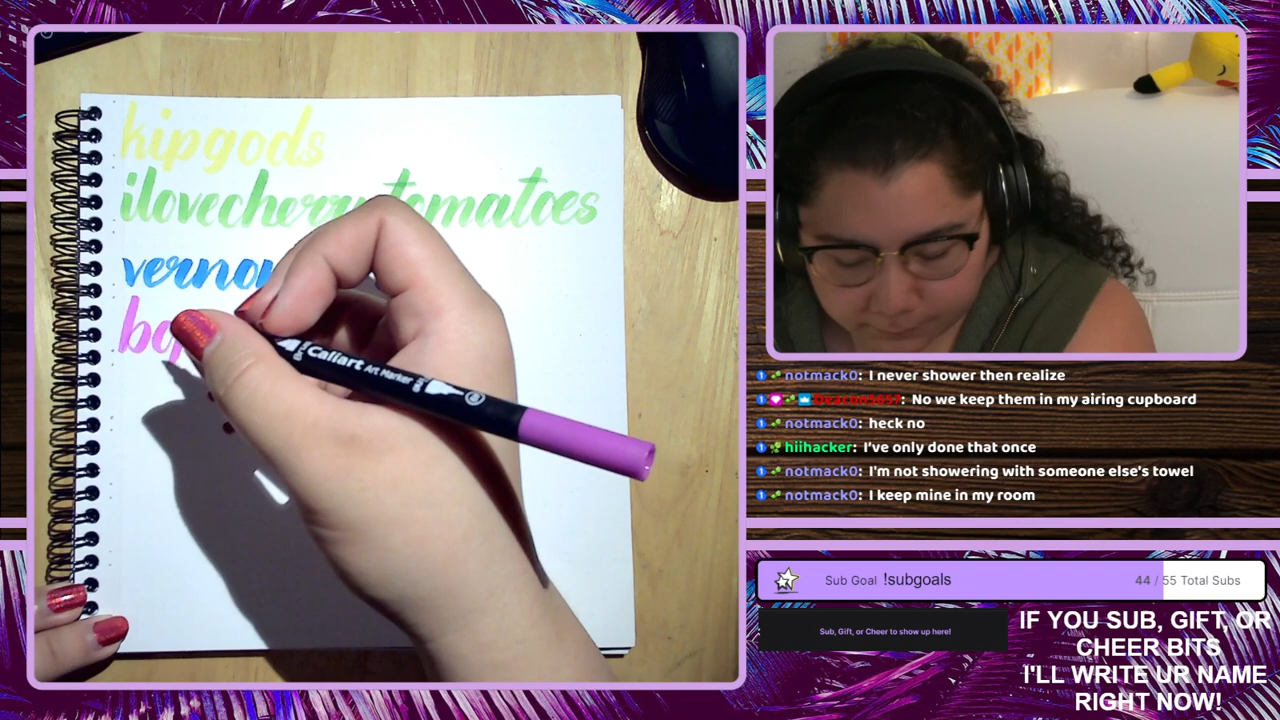 kipgods
ilovecherrytomatoes
Caliart Art Marker
notmack0: I never shower then realize
Deacon5657: No we keep them in my airing cupboard
notmack0: heck no
hiihacker: I've only done that once
notmack0: I'm not showering with someone else's towel
notmack0: I keep mine in my room
Sub Goal !subgoals 44 / 55 Total Subs
Sub, Gift, or Cheer to show up here!
IF YOU SUB, GIFT, OR
CHEER BITS
I'LL WRITE UR NAME
RIGHT NOW!